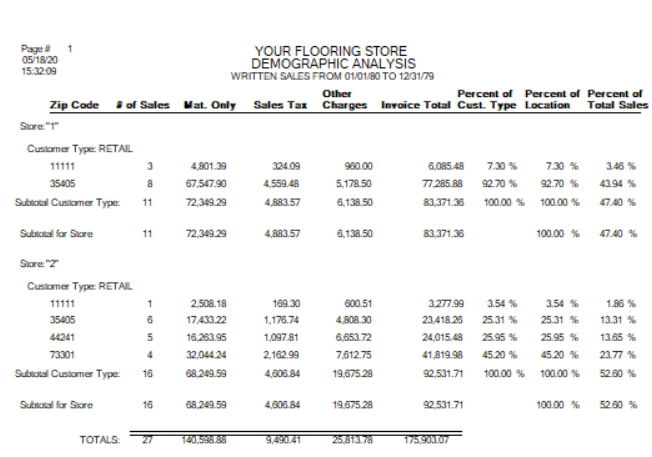 Page # 1
05/18/20
15:32:09
YOUR FLOORING STORE
DEMOGRAPHIC ANALYSIS
WRITTEN SALES FROM 01/01/80 TO 12/31/79
Other Percent of Percent of Percent of
Zip Code # of Sales Mat. Only Sales Tax Charges Invoice Total Cust. Type Location Total Sales
Store:"1"
Customer Type: RETAIL
11111 3 4,801.39 324.09 960.00 6,085.48 7.30 % 7.30 % 3.46 %
35405 8 67,547.90 4,559.48 5,178.50 77,285.88 92.70 % 92.70 % 43.94 %
Subtotal Customer Type: 11 72,349.29 4,883.57 6,138.50 83,371.36 100.00 % 100.00 % 47.40 %
Subtotal for Store 11 72,349.29 4,883.57 6,138.50 83,371.36 100.00 % 47.40 %
Store:"2"
Customer Type: RETAIL
11111 1 2,508.18 169.30 600.51 3,277.99 3.54 % 3.54 % 1.86 %
35405 6 17,433.22 1,176.74 4,808.30 23,418.26 25.31 % 25.31 % 13.31 %
44241 5 16,263.95 1,097.81 6,653.72 24,015.48 25.95 % 25.95 % 13.65 %
73301 4 32,044.24 2,162.99 7,612.75 41,819.98 45.20 % 45.20 % 23.77 %
Subtotal Customer Type: 16 68,249.59 4,606.84 19,675.28 92,531.71 100.00 % 100.00 % 52.60 %
Subtotal for Store 16 68,249.59 4,606.84 19,675.28 92,531.71 100.00 % 52.60 %
TOTALS: 27 140,598.88 9,490.41 25,813.78 175,903.07